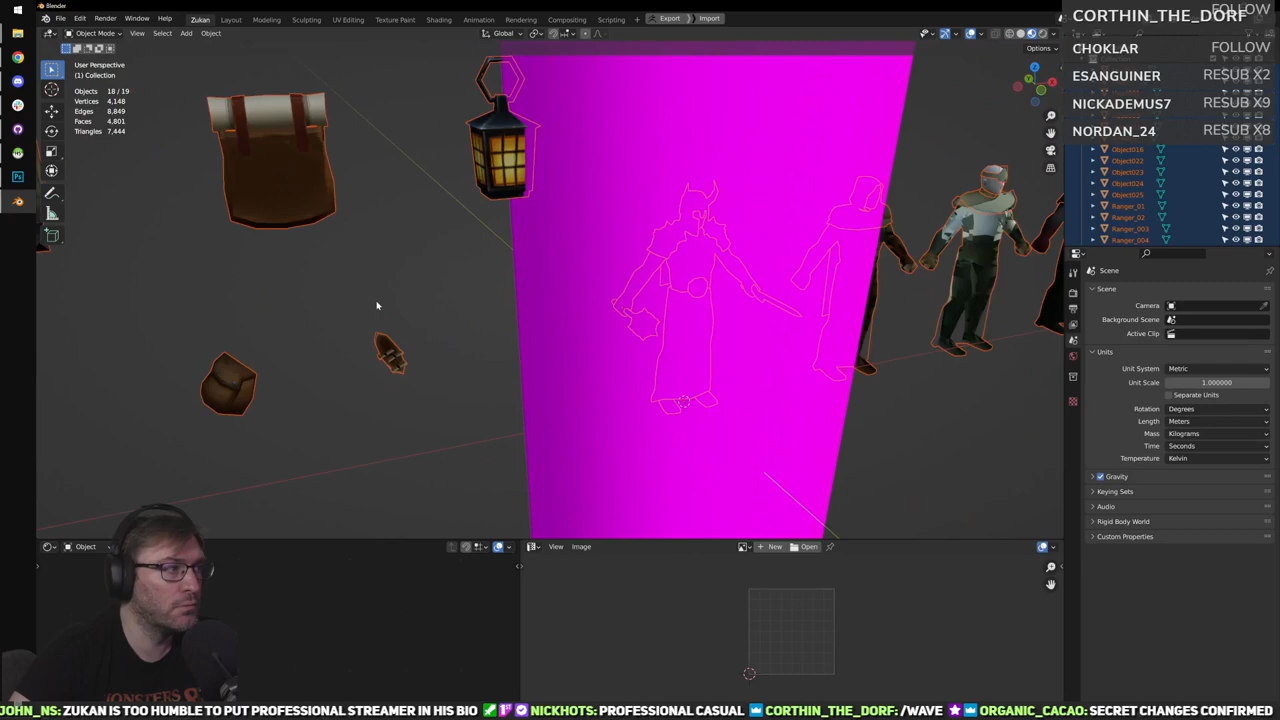 Blender
File Edit Render Window Help Zukan Layout Modeling Sculpting UV Editing Texture Paint Shading Animation Rendering Compositing Scripting Export Import
Object Mode View Select Add Object Global
Options
User Perspective
(1) Collection
Objects 18 / 19
Vertices 4,148
Edges 8,849
Faces 4,801
Triangles 7,444
CORTHIN_THE_DORF FOLLOW
CHOKLAR FOLLOW
ESANGUINER RESUB X2
NICKADEMUS7 RESUB X9
NORDAN_24 RESUB X8
Object016
Object022
Object023
Object024
Object025
Ranger_01
Ranger_02
Ranger_003
Ranger_004
Scene
Scene
Camera
Background Scene
Active Clip
Units
Unit System Metric
Unit Scale 1.000000
Separate Units
Rotation Degrees
Length Meters
Mass Kilograms
Time Seconds
Temperature Kelvin
Gravity
Keying Sets
Audio
Rigid Body World
Custom Properties
Object View Image New Open
JOHN_NS: ZUKAN IS TOO HUMBLE TO PUT PROFESSIONAL STREAMER IN HIS BIO NICKHOTS: PROFESSIONAL CASUAL CORTHIN_THE_DORF: /WAVE ORGANIC_CACAO: SECRET CHANGES CONFIRMED